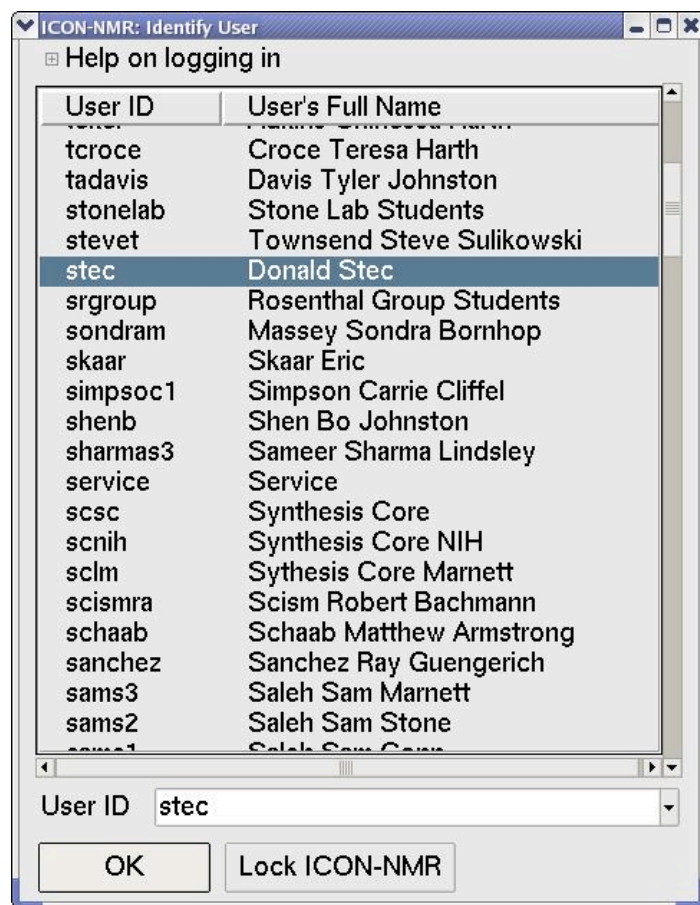 ICON-NMR: Identify User
Help on logging in
User ID User's Full Name
tcroce Croce Teresa Harth
tadavis Davis Tyler Johnston
stonelab Stone Lab Students
stevet Townsend Steve Sulikowski
stec Donald Stec
srgroup Rosenthal Group Students
sondram Massey Sondra Bornhop
skaar Skaar Eric
simpsoc1 Simpson Carrie Cliffel
shenb Shen Bo Johnston
sharmas3 Sameer Sharma Lindsley
service Service
scsc Synthesis Core
scnih Synthesis Core NIH
sclm Sythesis Core Marnett
scismra Scism Robert Bachmann
schaab Schaab Matthew Armstrong
sanchez Sanchez Ray Guengerich
sams3 Saleh Sam Marnett
sams2 Saleh Sam Stone
User ID stec
OK Lock ICON-NMR